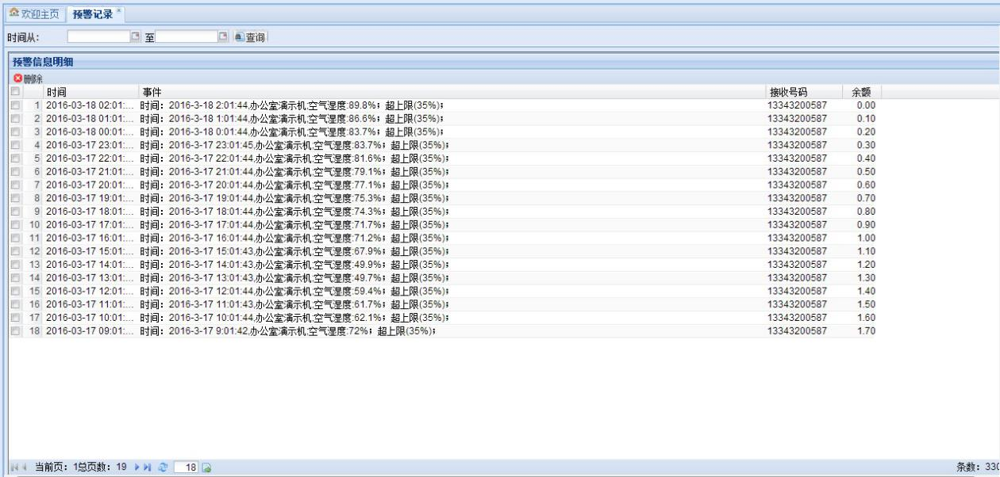 欢迎主页 预警记录
时间从: 至 查询
预警信息明细
删除
时间 事件 接收号码 余额
1 2016-03-18 02:01:... 时间：2016-3-18 2:01:44,办公室演示机;空气湿度:89.8%；超上限(35%); 13343200587 0.00
2 2016-03-18 01:01:... 时间：2016-3-18 1:01:44,办公室演示机;空气湿度:86.6%；超上限(35%); 13343200587 0.10
3 2016-03-18 00:01:... 时间：2016-3-18 0:01:44,办公室演示机;空气湿度:83.7%；超上限(35%); 13343200587 0.20
4 2016-03-17 23:01:... 时间：2016-3-17 23:01:45,办公室演示机;空气湿度:83.7%；超上限(35%); 13343200587 0.30
5 2016-03-17 22:01:... 时间：2016-3-17 22:01:44,办公室演示机;空气湿度:81.6%；超上限(35%); 13343200587 0.40
6 2016-03-17 21:01:... 时间：2016-3-17 21:01:44,办公室演示机;空气湿度:79.1%；超上限(35%); 13343200587 0.50
7 2016-03-17 20:01:... 时间：2016-3-17 20:01:44,办公室演示机;空气湿度:77.1%；超上限(35%); 13343200587 0.60
8 2016-03-17 19:01:... 时间：2016-3-17 19:01:44,办公室演示机;空气湿度:75.3%；超上限(35%); 13343200587 0.70
9 2016-03-17 18:01:... 时间：2016-3-17 18:01:44,办公室演示机;空气湿度:74.3%；超上限(35%); 13343200587 0.80
10 2016-03-17 17:01:... 时间：2016-3-17 17:01:44,办公室演示机;空气湿度:71.7%；超上限(35%); 13343200587 0.90
11 2016-03-17 16:01:... 时间：2016-3-17 16:01:44,办公室演示机;空气湿度:71.2%；超上限(35%); 13343200587 1.00
12 2016-03-17 15:01:... 时间：2016-3-17 15:01:43,办公室演示机;空气湿度:67.9%；超上限(35%); 13343200587 1.10
13 2016-03-17 14:01:... 时间：2016-3-17 14:01:43,办公室演示机;空气湿度:49.9%；超上限(35%); 13343200587 1.20
14 2016-03-17 13:01:... 时间：2016-3-17 13:01:43,办公室演示机;空气湿度:49.7%；超上限(35%); 13343200587 1.30
15 2016-03-17 12:01:... 时间：2016-3-17 12:01:44,办公室演示机;空气湿度:59.4%；超上限(35%); 13343200587 1.40
16 2016-03-17 11:01:... 时间：2016-3-17 11:01:43,办公室演示机;空气湿度:61.7%；超上限(35%); 13343200587 1.50
17 2016-03-17 10:01:... 时间：2016-3-17 10:01:44,办公室演示机;空气湿度:62.1%；超上限(35%); 13343200587 1.60
18 2016-03-17 09:01:... 时间：2016-3-17 9:01:42,办公室演示机;空气湿度:72%；超上限(35%); 13343200587 1.70
当前页：1总页数：19 18 条数：330